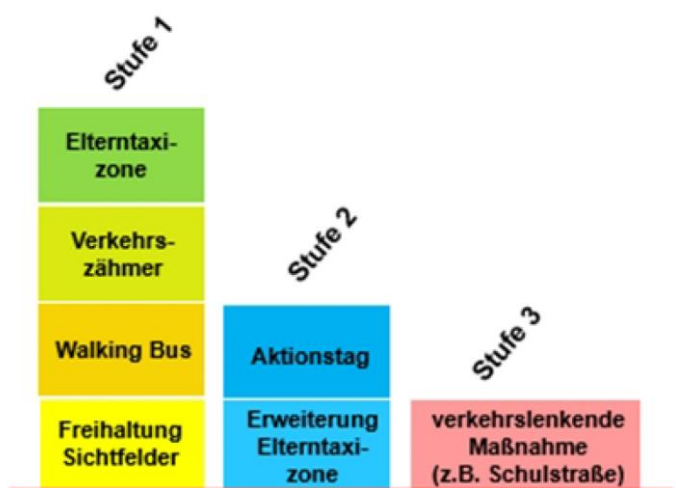 Stufe 1
Elterntaxi-
zone
Verkehrs-
zähmer
Walking Bus
Freihaltung
Sichtfelder
Stufe 2
Aktionstag
Erweiterung
Elterntaxi-
zone
Stufe 3
verkehrslenkende
Maßnahme
(z.B. Schulstraße)